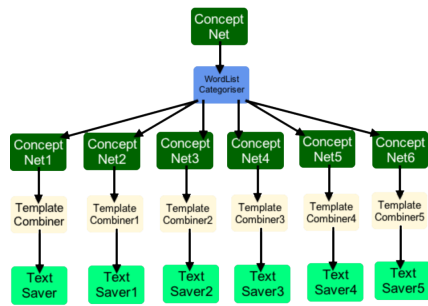 Concept
Net
WordList
Categoriser
Concept
Net1
Concept
Net2
Concept
Net3
Concept
Net4
Concept
Net5
Concept
Net6
Template
Combiner
Template
Combiner1
Template
Combiner2
Template
Combiner3
Template
Combiner4
Template
Combiner5
Text
Saver
Text
Saver1
Text
Saver2
Text
Saver3
Text
Saver4
Text
Saver5